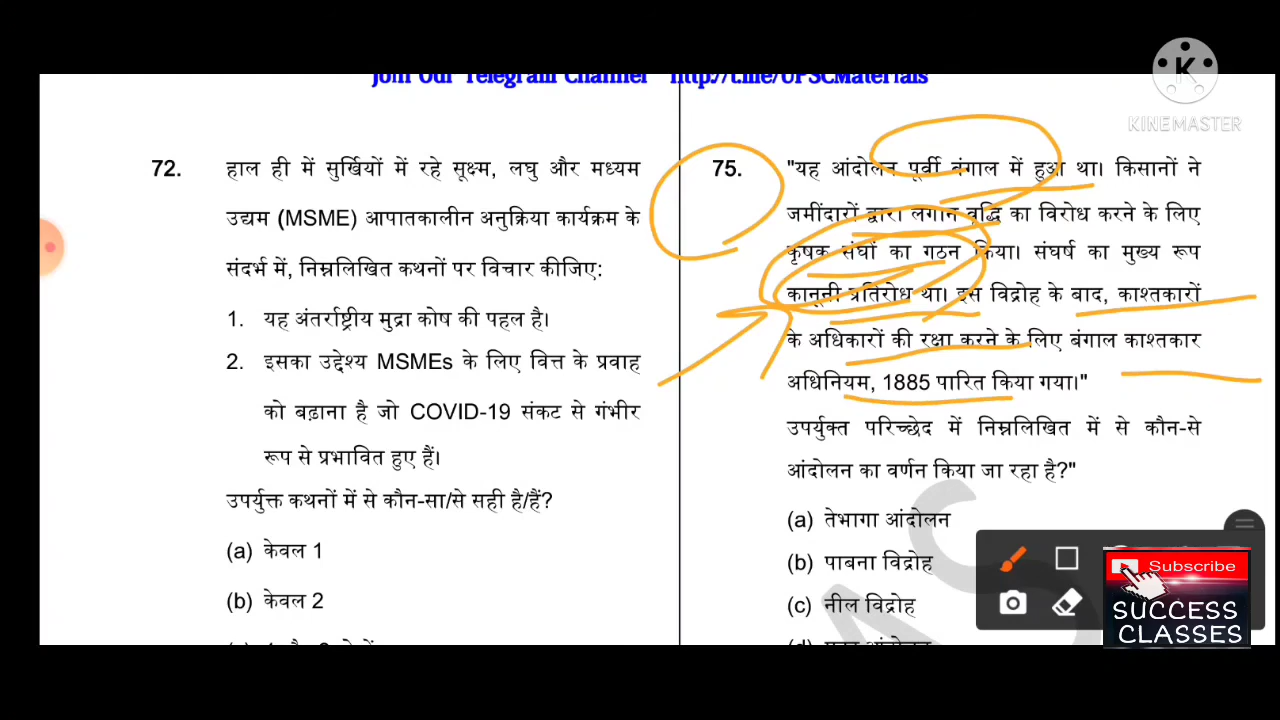 Join Our Telegram Channel http://t.me/UPSCMaterials
K
KINEMASTER
72. हाल ही में सुर्खियों में रहे सूक्ष्म, लघु और मध्यम
उद्यम (MSME) आपातकालीन अनुक्रिया कार्यक्रम के
संदर्भ में, निम्नलिखित कथनों पर विचार कीजिए:
1. यह अंतर्राष्ट्रीय मुद्रा कोष की पहल है।
2. इसका उद्देश्य MSMEs के लिए वित्त के प्रवाह
को बढ़ाना है जो COVID-19 संकट से गंभीर
रूप से प्रभावित हुए हैं।
उपर्युक्त कथनों में से कौन-सा/से सही है/हैं?
(a) केवल 1
(b) केवल 2
75. "यह आंदोलन पूर्वी बंगाल में हुआ था। किसानों ने
जमींदारों द्वारा लगान वृद्धि का विरोध करने के लिए
कृषक संघों का गठन किया। संघर्ष का मुख्य रूप
कानूनी प्रतिरोध था। इस विद्रोह के बाद, काश्तकारों
के अधिकारों की रक्षा करने के लिए बंगाल काश्तकार
अधिनियम, 1885 पारित किया गया।"
उपर्युक्त परिच्छेद में निम्नलिखित में से कौन-से
आंदोलन का वर्णन किया जा रहा है?"
(a) तेभागा आंदोलन
(b) पाबना विद्रोह
(c) नील विद्रोह
Subscribe
SUCCESS
CLASSES